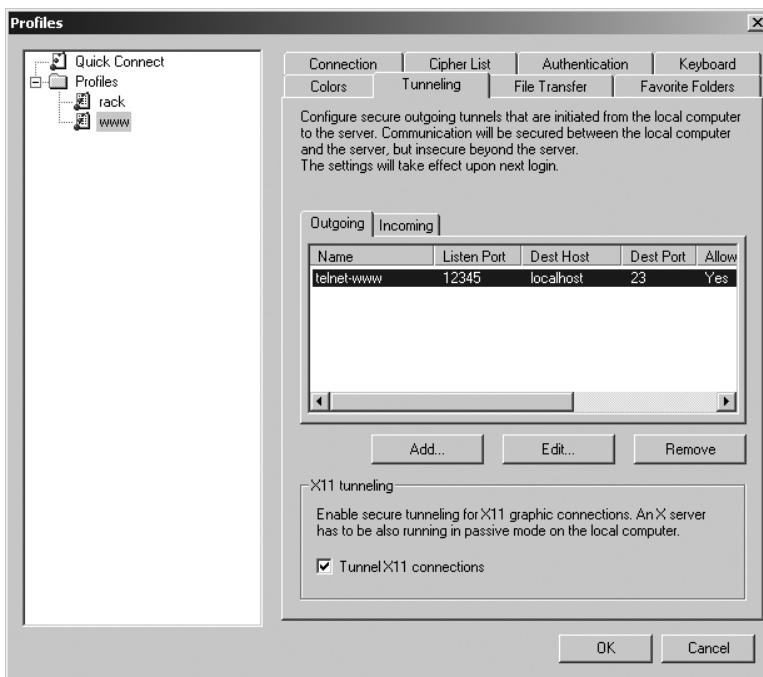 Profiles
Quick Connect
Profiles
rack
www
Connection
Cipher List
Authentication
Keyboard
Colors
Tunneling
File Transfer
Favorite Folders
Configure secure outgoing tunnels that are initiated from the local computer
to the server. Communication will be secured between the local computer
and the server, but insecure beyond the server.
The settings will take effect upon next login.
Outgoing
Incoming
Name Listen Port Dest Host Dest Port Allow
telnet-www 12345 localhost 23 Yes
Add...
Edit...
Remove
X11 tunneling
Enable secure tunneling for X11 graphic connections. An X server
has to be also running in passive mode on the local computer.
Tunnel X11 connections
OK
Cancel